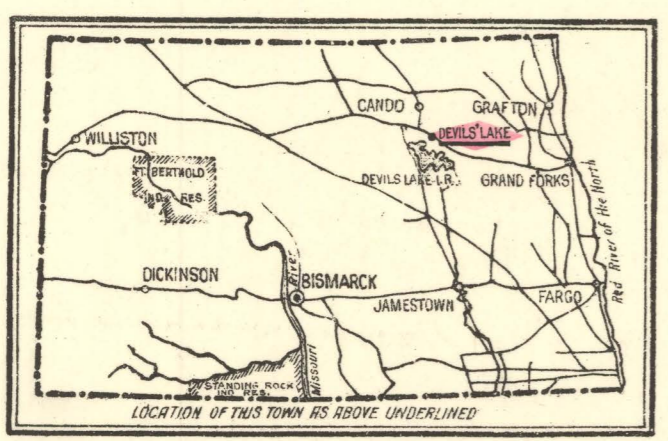 CANDO
GRAFTON
DEVILS' LAKE
WILLISTON
FT. BERTHOLD
IND. RES.
DEVILS LAKE I.R.
GRAND FORKS
Red River of the North
DICKINSON
River
BISMARCK
JAMESTOWN
FARGO
Missouri
STANDING ROCK
IND RES.
LOCATION OF THIS TOWN AS ABOVE UNDERLINED